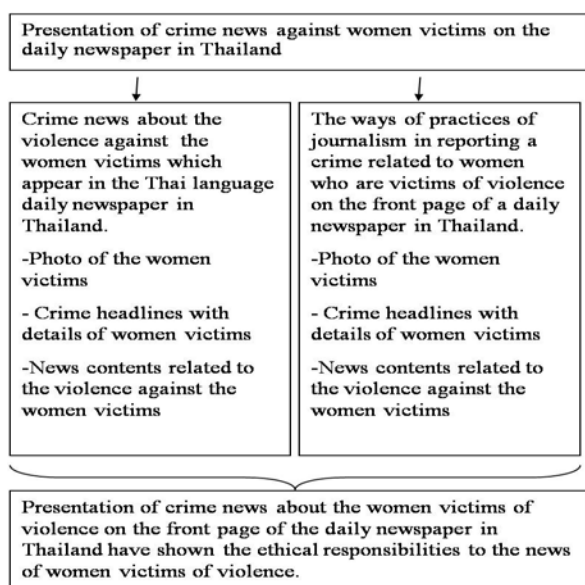 Presentation of crime news against women victims on the
daily newspaper in Thailand
Crime news about the
violence against the
women victims which
appear in the Thai language
daily newspaper in
Thailand.
-Photo of the women
victims
- Crime headlines with
details of women victims
-News contents related to
the violence against the
women victims
The ways of practices of
journalism in reporting a
crime related to women
who are victims of violence
on the front page of a daily
newspaper in Thailand.
-Photo of the women
victims
- Crime headlines with
details of women victims
-News contents related to
the violence against the
women victims
Presentation of crime news about the women victims of
violence on the front page of the daily newspaper in
Thailand have shown the ethical responsibilities to the news
of women victims of violence.